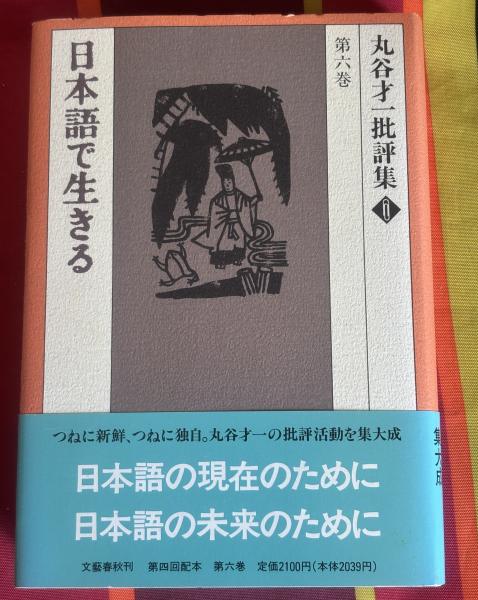 丸谷才一批評集
第六巻
日本語で生きる
つねに新鮮、つねに独自。丸谷才一の批評活動を集大成
日本語の現在のために
日本語の未来のために
文藝春秋刊 第四回配本 第六巻 定価2100円(本体2039円)
集大成